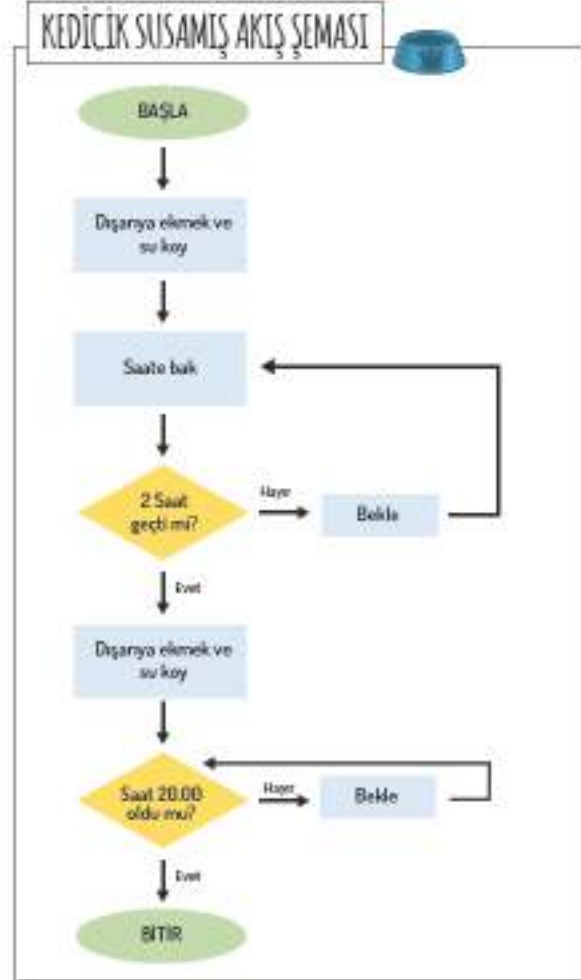 KEDİCİK SUSAMIŞ AKIŞ ŞEMASI
BAŞLA
Dışarıya ekmek ve
su koy
Saate bak
2 Saat
geçti mi?
Hayır
Bekle
Evet
Dışarıya ekmek ve
su koy
Saat 20.00
oldu mu?
Hayır
Bekle
Evet
BİTİR